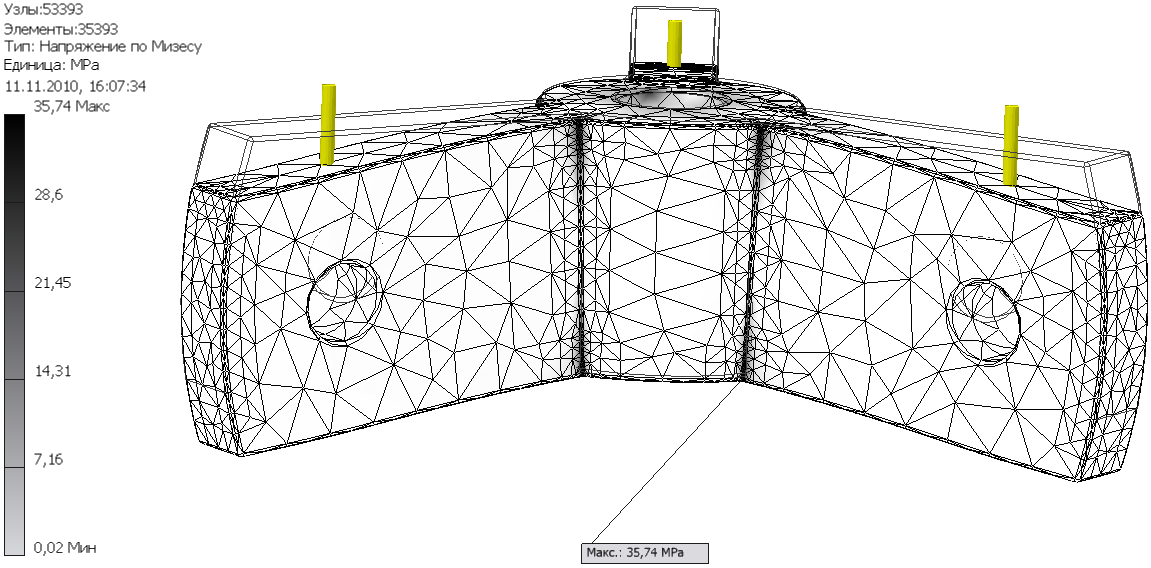 Узлы:53393
Элементы:35393
Тип: Напряжение по Мизесу
Единица: MPa
11.11.2010, 16:07:34
35,74 Макс
28,6
21,45
14,31
7,16
0,02 Мин
Макс.: 35,74 MPa